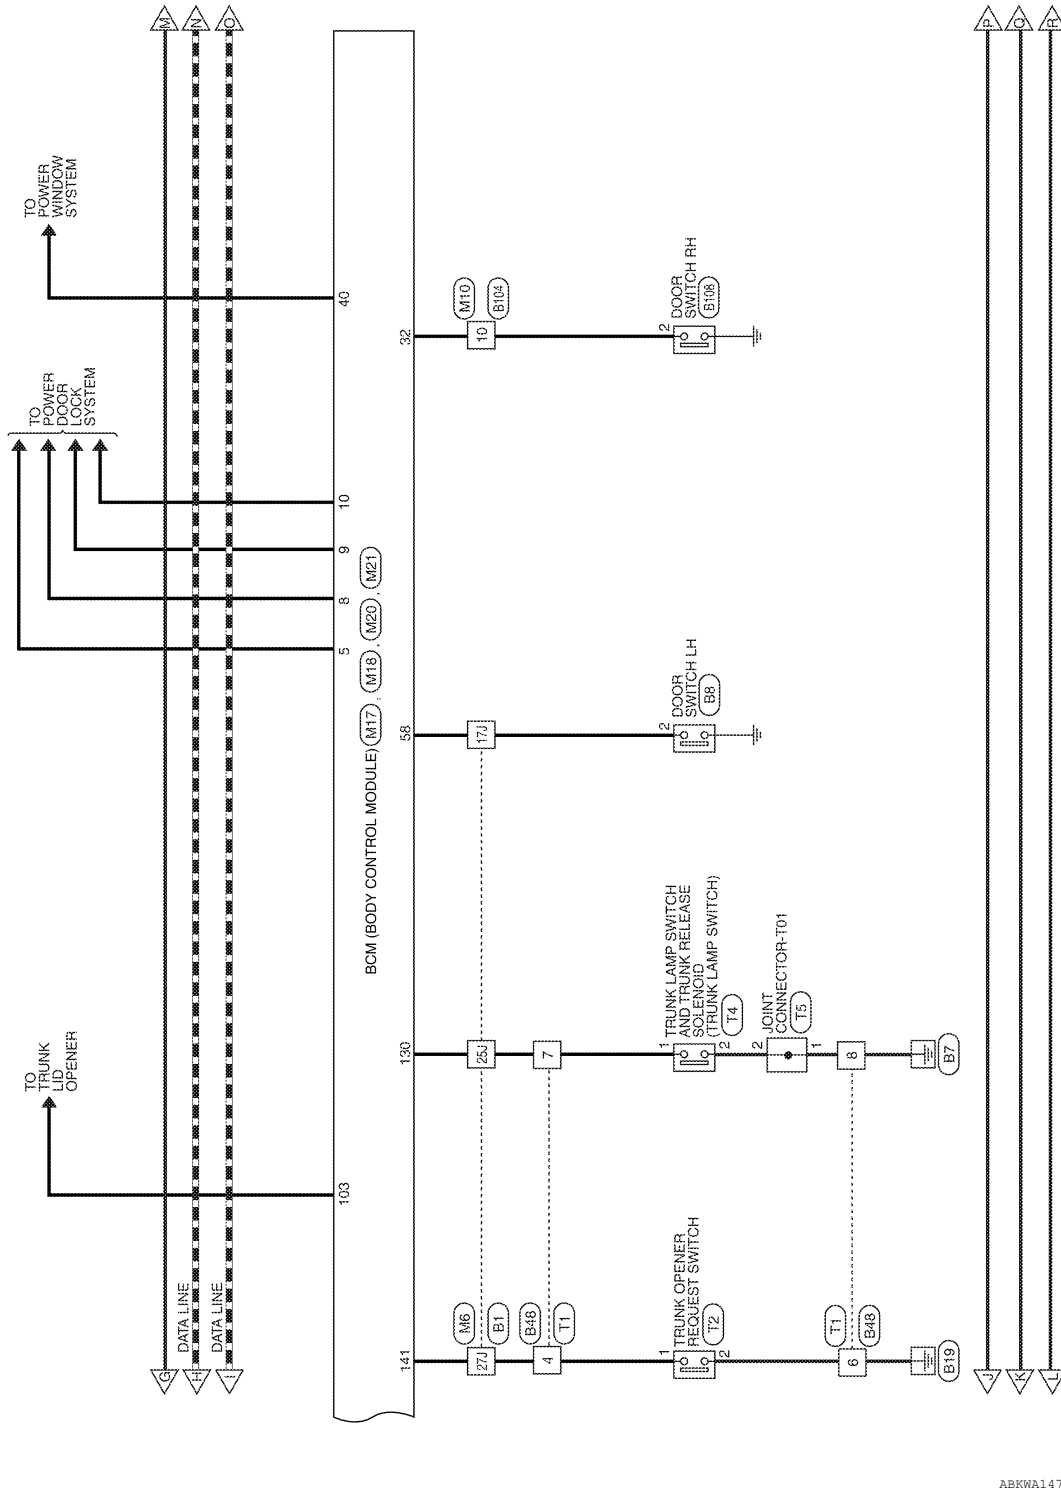 M
N
O
P
Q
R
TO
POWER
WINDOW
SYSTEM
40
32
M10
B104
10
2
DOOR
SWITCH RH
B108
TO
POWER
DOOR
LOCK
SYSTEM
10
9
8
5
BCM (BODY CONTROL MODULE) M17 , M18 , M20 , M21
58
17J
2
DOOR
SWITCH LH
B8
130
25J
7
1
TRUNK LAMP SWITCH
AND TRUNK RELEASE
SOLENOID
(TRUNK LAMP SWITCH)
T4
2
JOINT
CONNECTOR-T01
T5
2
1
8
B7
TO
TRUNK
LID
OPENER
103
141
M6
B1
27J
B48
T1
4
1
TRUNK OPENER
REQUEST SWITCH
T2
2
T1
B48
6
B19
DATA LINE
DATA LINE
G
H
I
J
K
L
ABKWA147